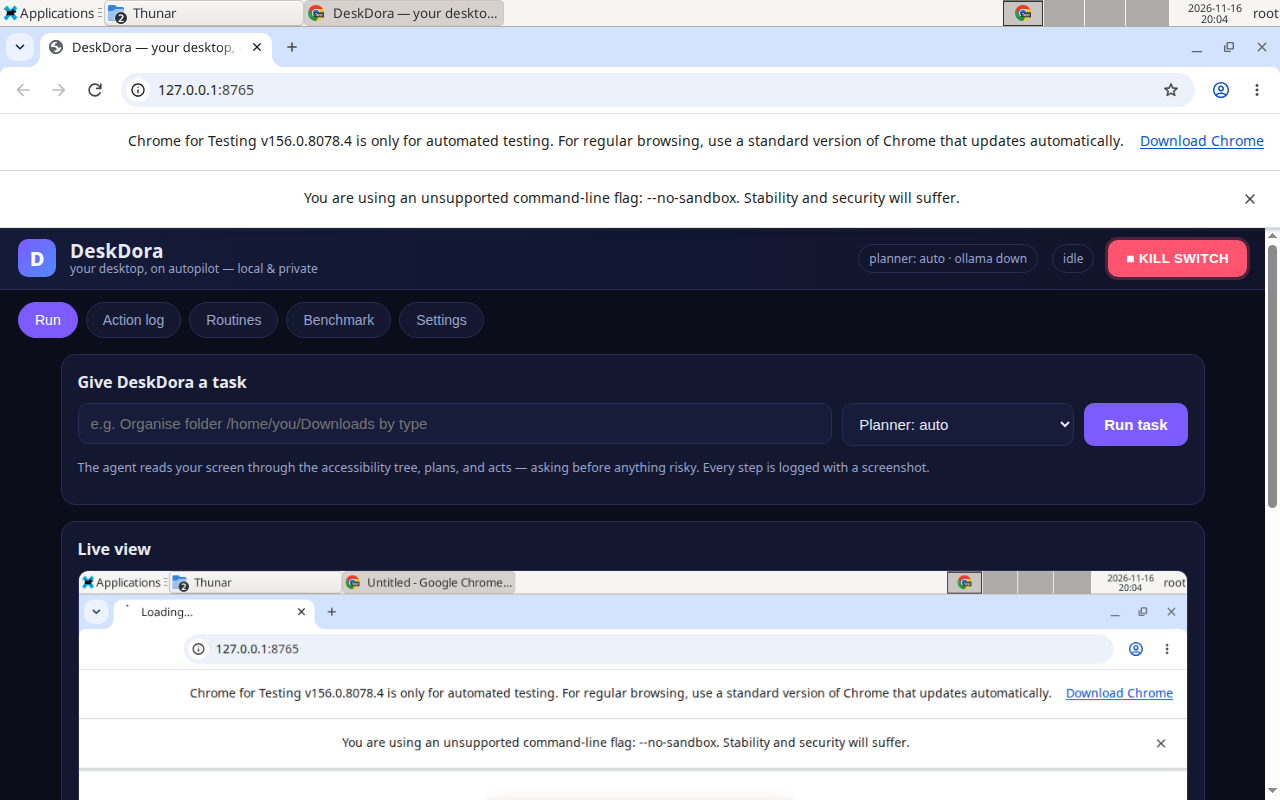 Applications
2
Thunar
DeskDora — your deskto...
2026-11-16
20:04
root
DeskDora — your desktop,
127.0.0.1:8765
Chrome for Testing v156.0.8078.4 is only for automated testing. For regular browsing, use a standard version of Chrome that updates automatically. Download Chrome
You are using an unsupported command-line flag: --no-sandbox. Stability and security will suffer.
D
DeskDora
your desktop, on autopilot — local & private
planner: auto · ollama down
idle
■ KILL SWITCH
Run
Action log
Routines
Benchmark
Settings
Give DeskDora a task
e.g. Organise folder /home/you/Downloads by type
Planner: auto
Run task
The agent reads your screen through the accessibility tree, plans, and acts — asking before anything risky. Every step is logged with a screenshot.
Live view
Applications
2
Thunar
Untitled - Google Chrome...
2026-11-16
20:04
root
Loading...
127.0.0.1:8765
Chrome for Testing v156.0.8078.4 is only for automated testing. For regular browsing, use a standard version of Chrome that updates automatically. Download Chrome
You are using an unsupported command-line flag: --no-sandbox. Stability and security will suffer.